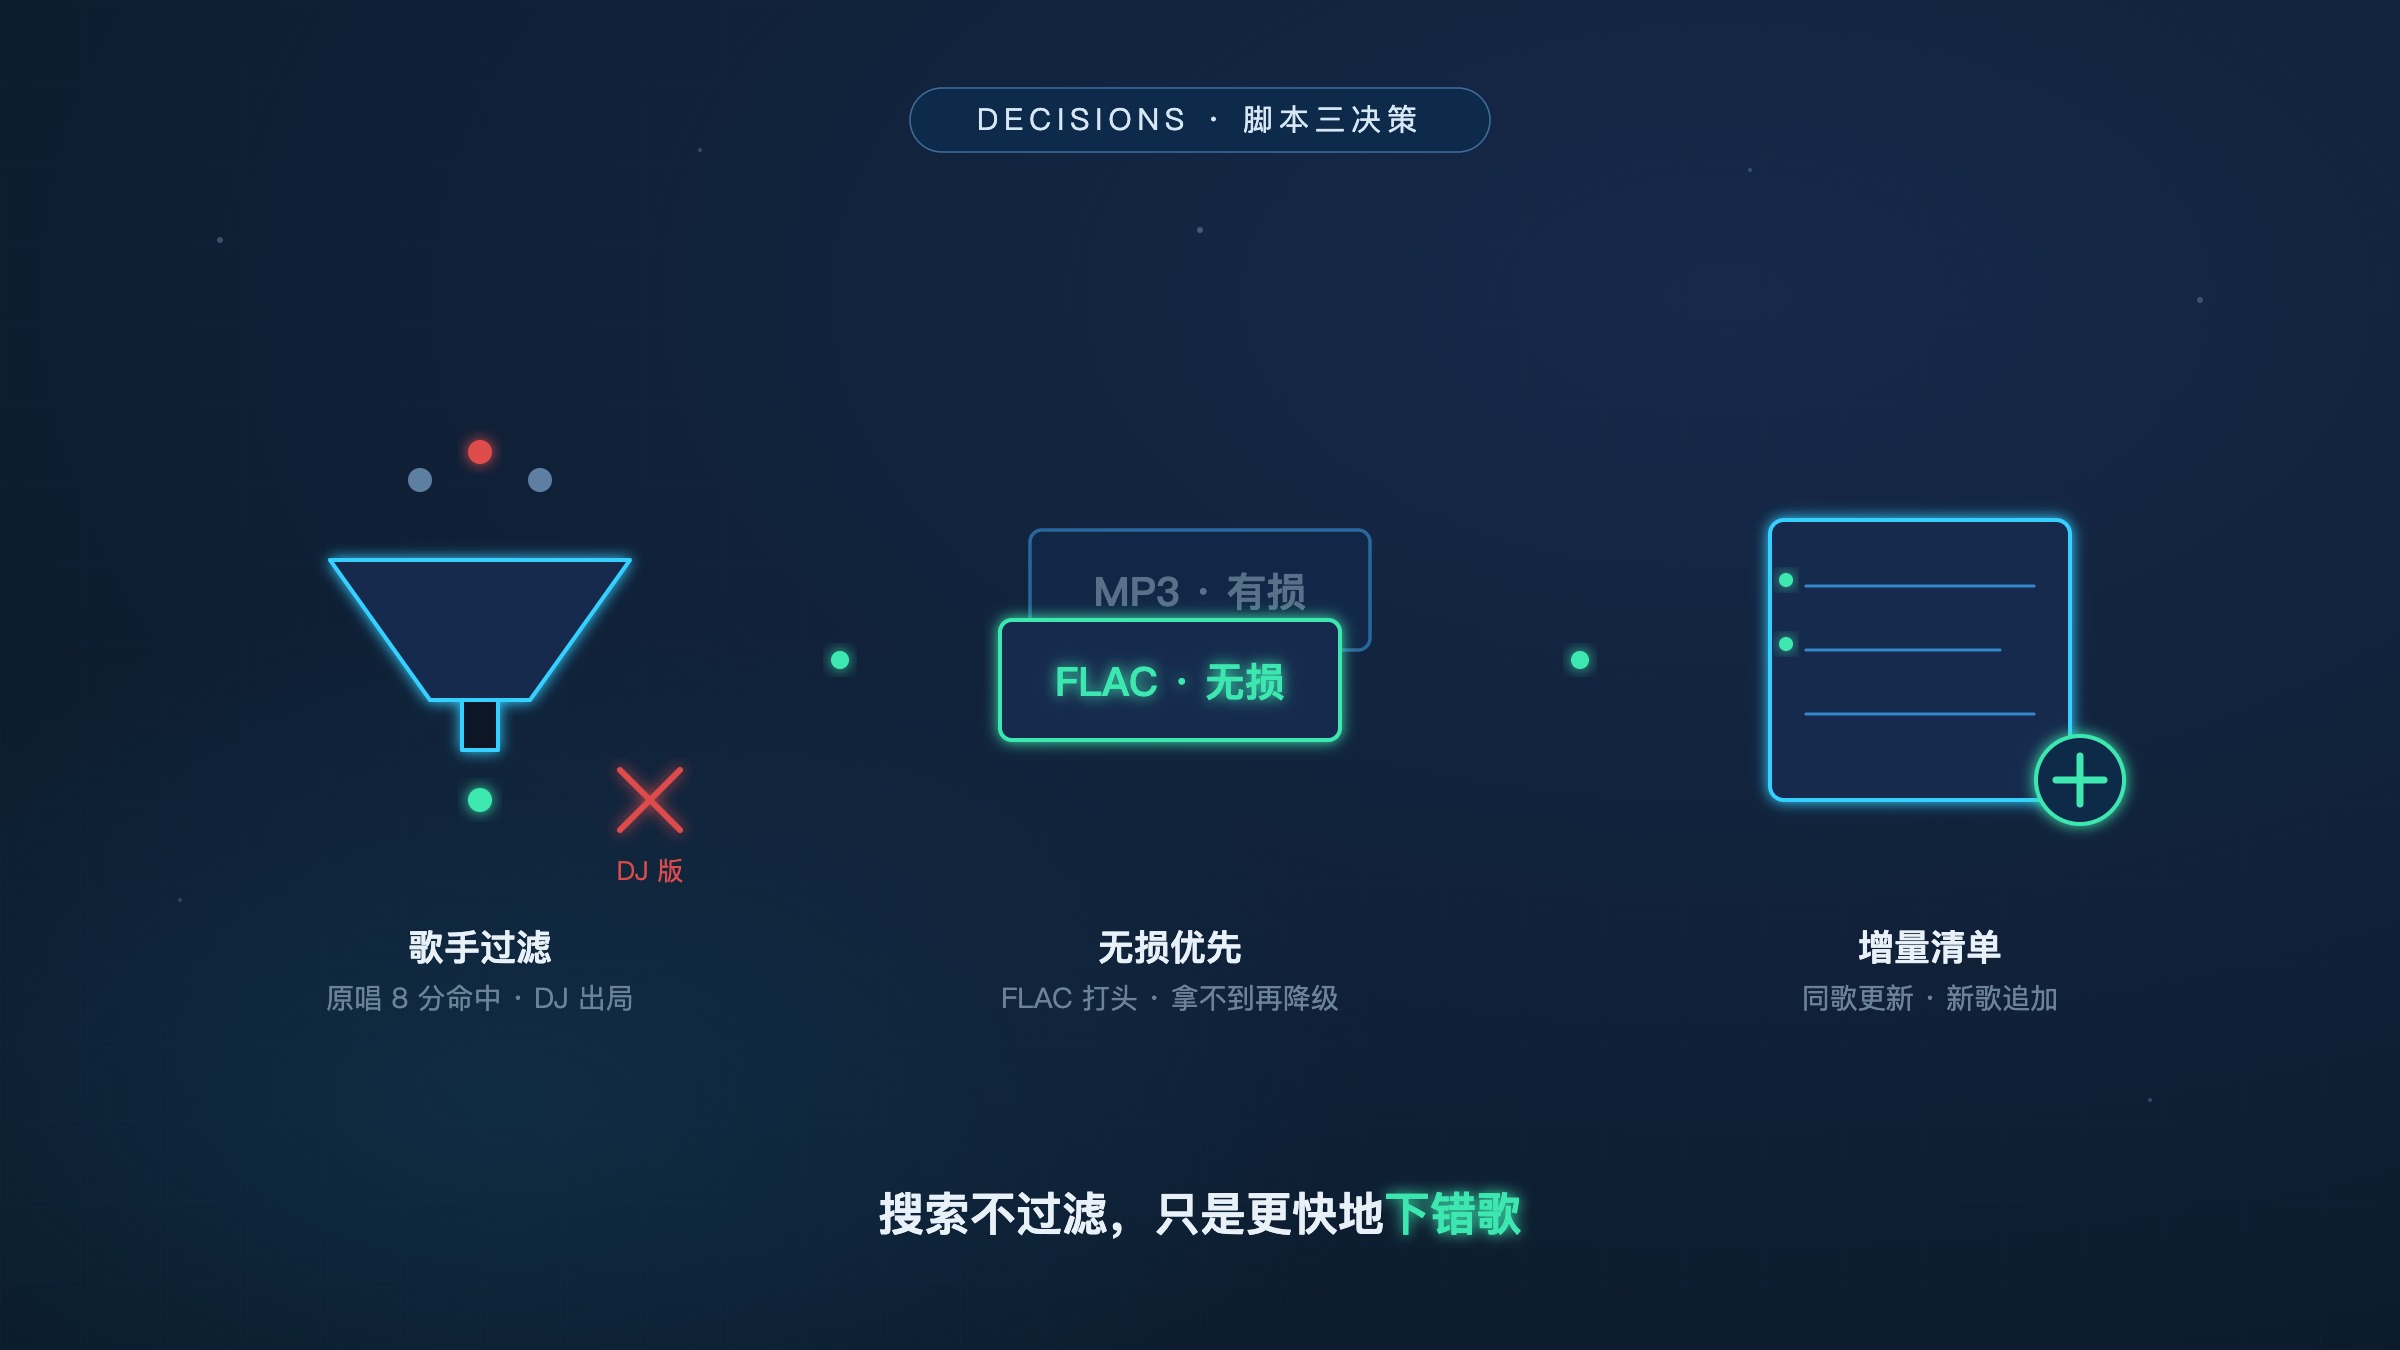 DECISIONS · 脚本三决策
MP3 · 有损
FLAC · 无损
DJ 版
歌手过滤
原唱 8 分命中 · DJ 出局
无损优先
FLAC 打头 · 拿不到再降级
增量清单
同歌更新 · 新歌追加
搜索不过滤，只是更快地下错歌